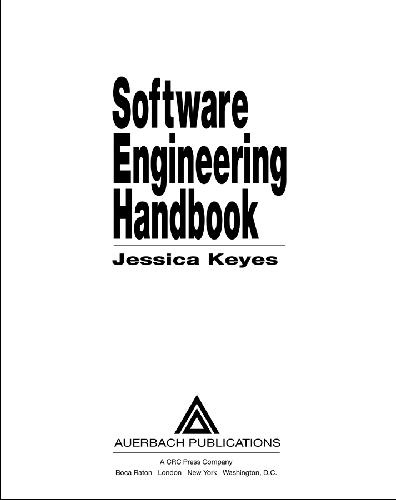 Software
Engineering
Handbook
Jessica Keyes
AUERBACH PUBLICATIONS
A CRC Press Company
Boca Raton London New York Washington, D.C.